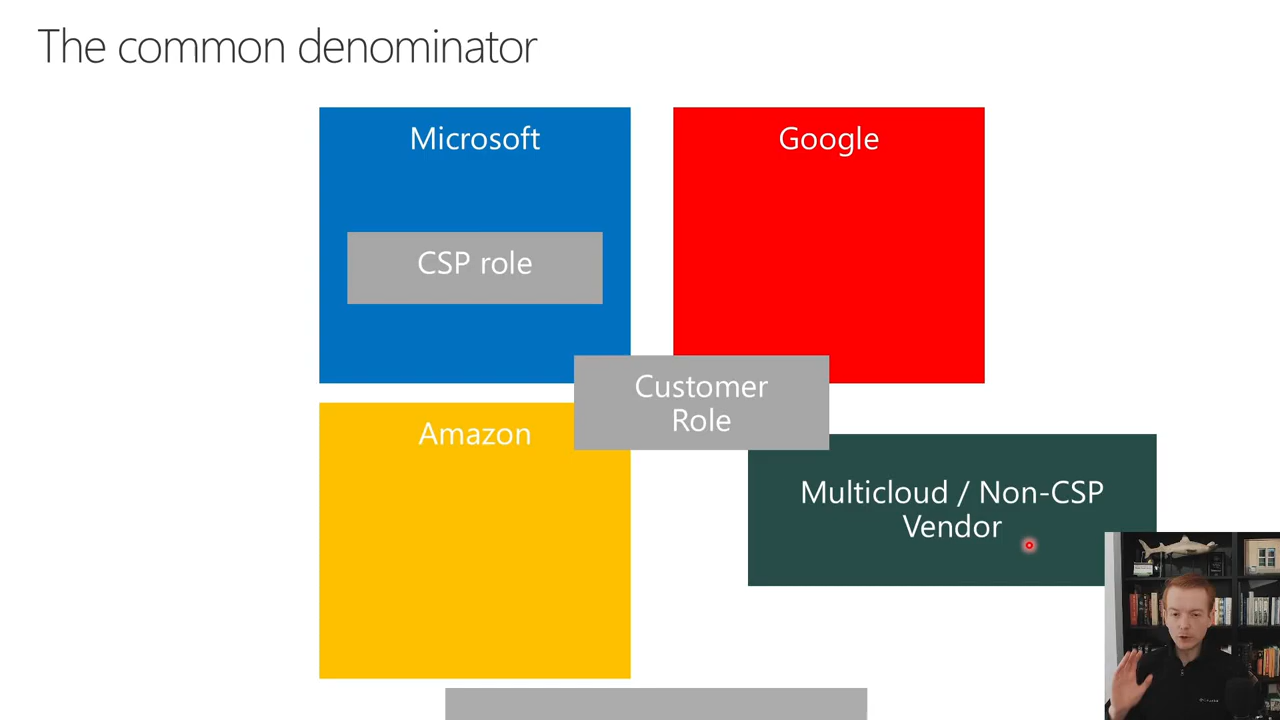 The common denominator
Microsoft
Google
CSP role
Customer
Role
Amazon
Multicloud / Non-CSP
Vendor